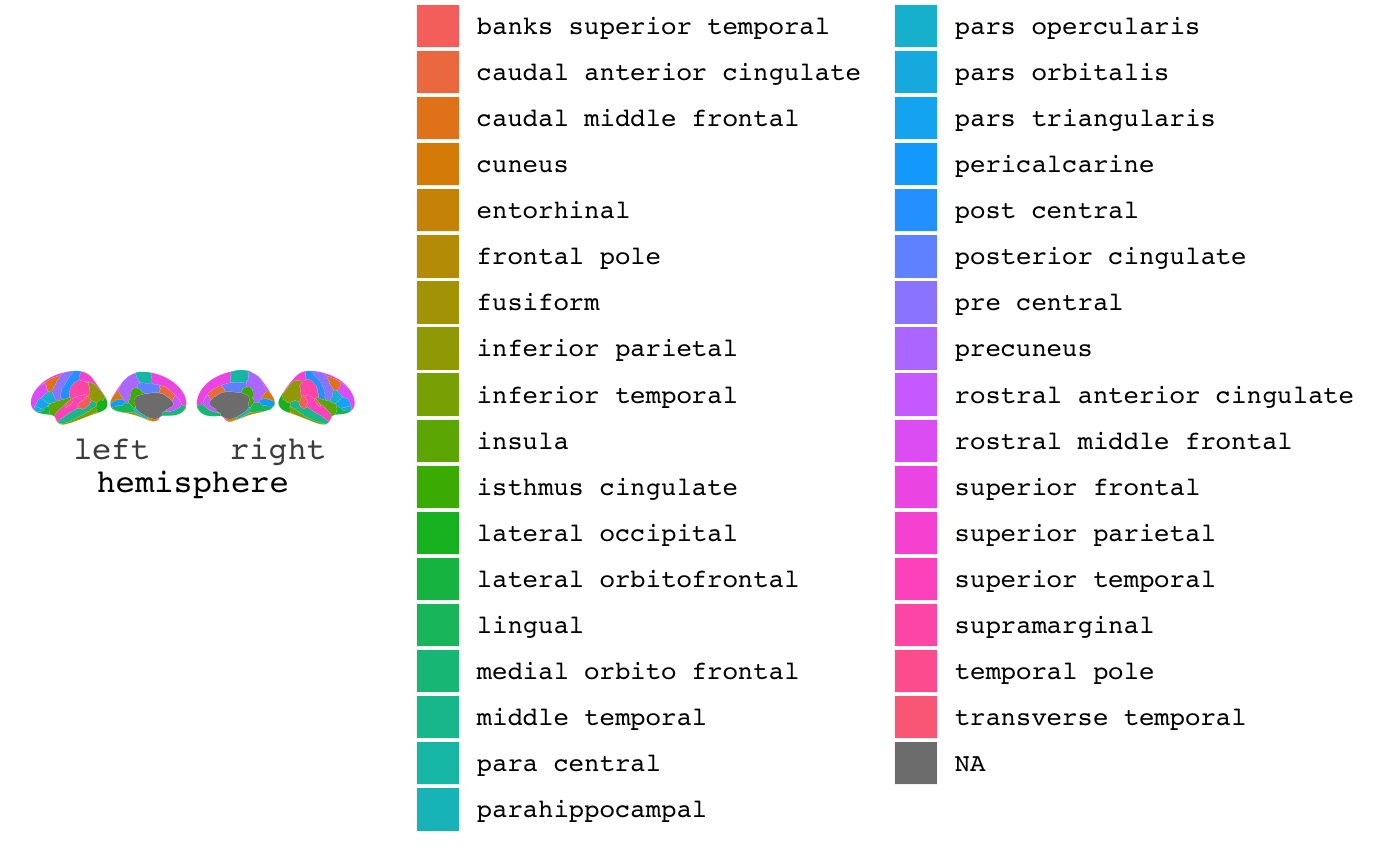 banks superior temporal
caudal anterior cingulate
caudal middle frontal
cuneus
entorhinal
frontal pole
fusiform
inferior parietal
inferior temporal
insula
isthmus cingulate
lateral occipital
lateral orbitofrontal
lingual
medial orbito frontal
middle temporal
para central
parahippocampal
pars opercularis
pars orbitalis
pars triangularis
pericalcarine
post central
posterior cingulate
pre central
precuneus
rostral anterior cingulate
rostral middle frontal
superior frontal
superior parietal
superior temporal
supramarginal
temporal pole
transverse temporal
NA
left right
hemisphere